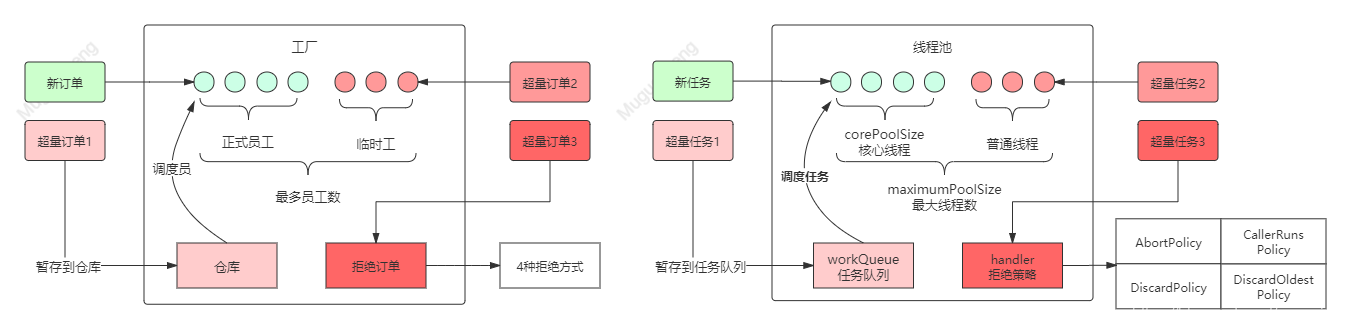 工厂
新订单
超量订单1
超量订单2
超量订单3
正式员工
临时工
调度员
最多员工数
暂存到仓库
仓库
拒绝订单
4种拒绝方式
线程池
新任务
超量任务1
超量任务2
超量任务3
corePoolSize
核心线程
普通线程
调度任务
maximumPoolSize
最大线程数
暂存到任务队列
workQueue
任务队列
handler
拒绝策略
AbortPolicy
CallerRuns
Policy
DiscardPolicy
DiscardOldest
Policy